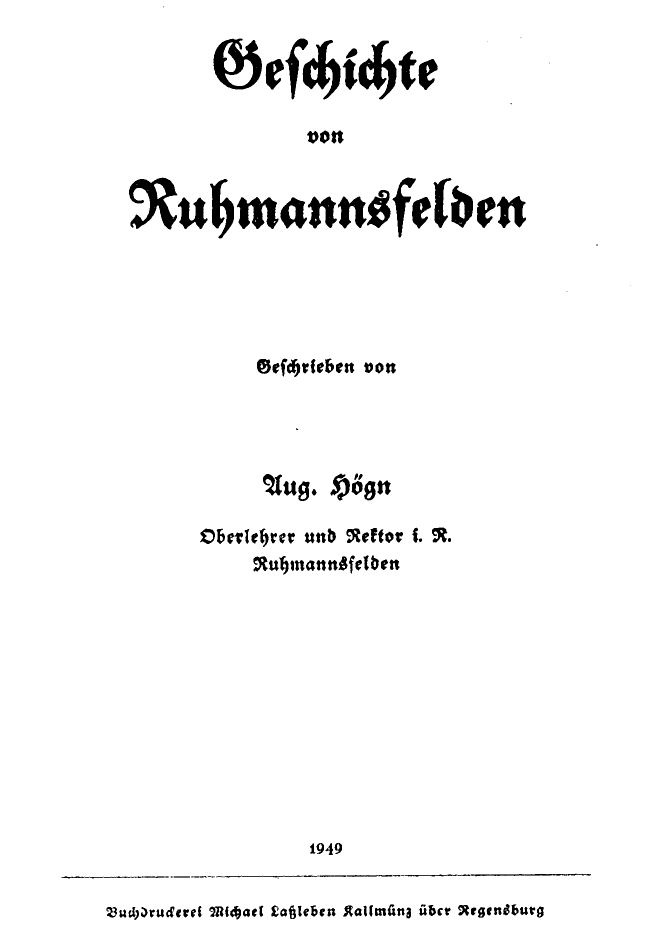 Geschichte
von
Ruhmannsfelden
Geschrieben von
Aug. Högn
Oberlehrer und Rektor i. R.
Ruhmannsfelden
1949
Buchdruckerei Michael Laßleben Kallmünz über Regensburg